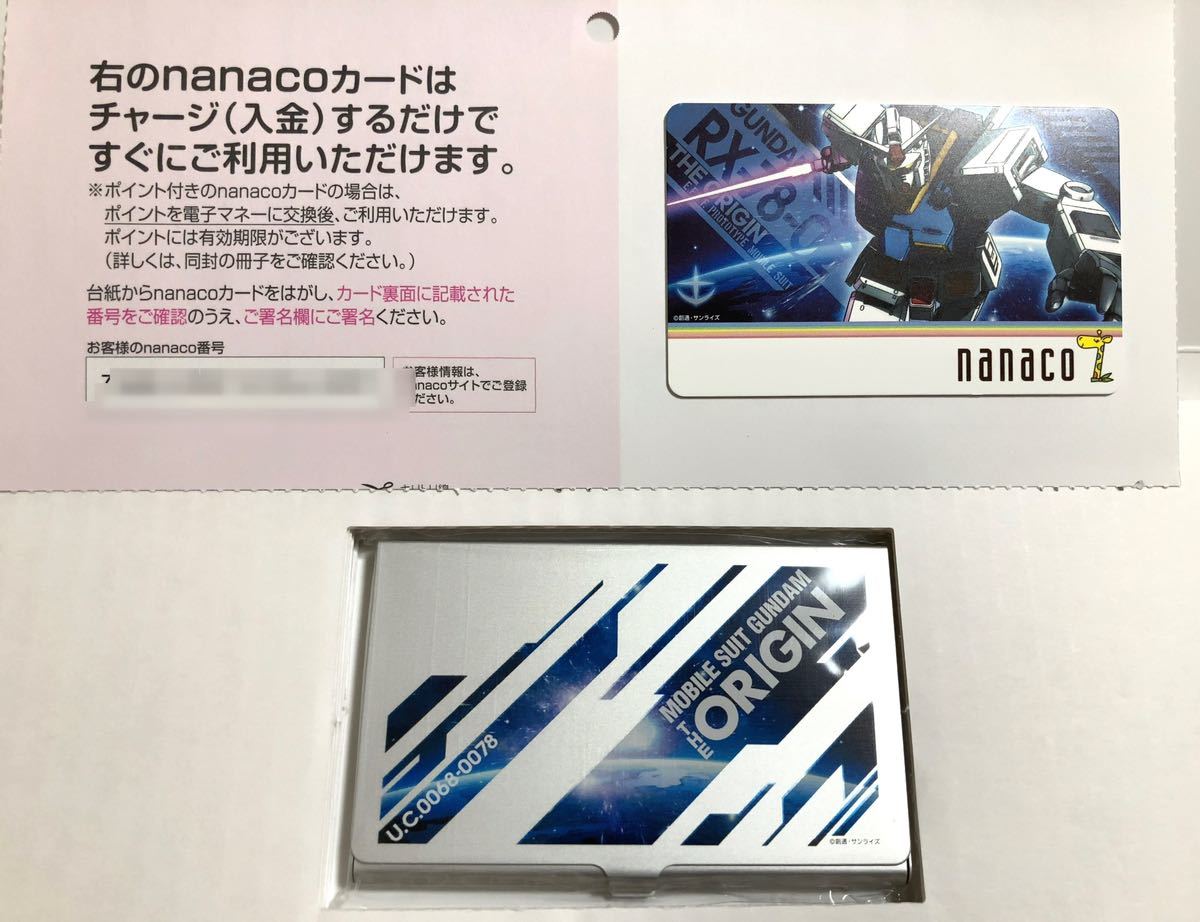 右のnanacoカードは
チャージ(入金)するだけで
すぐにご利用いただけます。
※ポイント付きのnanacoカードの場合は、
ポイントを電子マネーに交換後、ご利用いただけます。
ポイントには有効期限がございます。
(詳しくは、同封の冊子をご確認ください。)
台紙からnanacoカードをはがし、カード裏面に記載された
番号をご確認のうえ、ご署名欄にご署名ください。
お客様のnanaco番号
お客様情報は、
nanacoサイトでご登録
ください。
GUNDAM
RX-78-02
THE ORIGIN
E.F.F. PROTOTYPE MOBILE SUIT
©創通・サンライズ
nanaco
MOBILE SUIT GUNDAM
THE ORIGIN
U.C.0068-0078
©創通・サンライズ